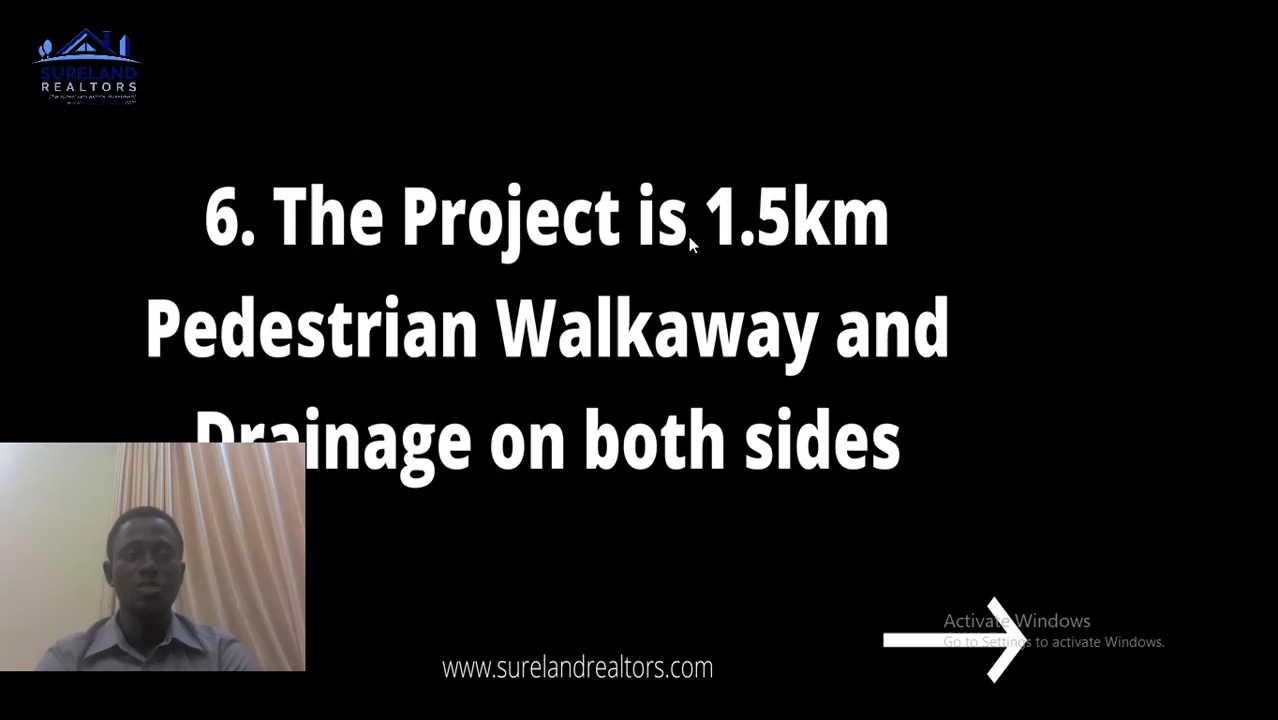 SURELAND
REALTORS
6. The Project is 1.5km
Pedestrian Walkaway and
Drainage on both sides
Activate Windows
Go to Settings to activate Windows.
www.surelandrealtors.com